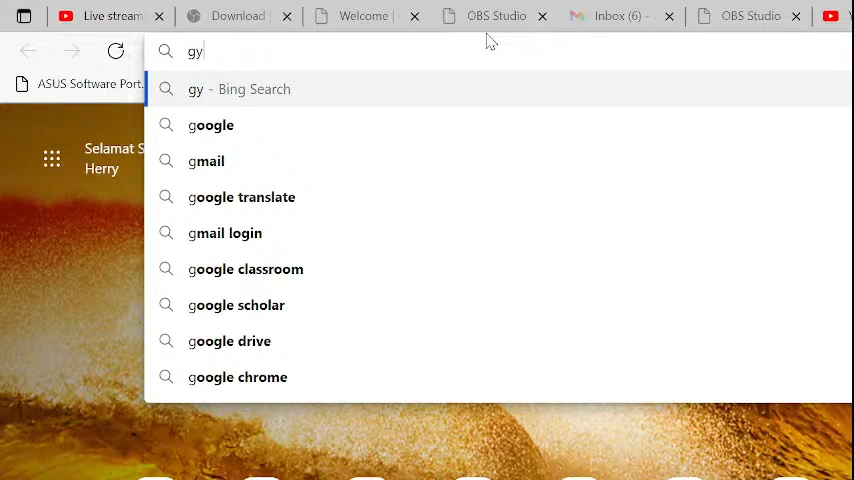 Live stream
Download
Welcome
OBS Studio
Inbox (6) -
OBS Studio
gy
ASUS Software Port.
gy - Bing Search
google
gmail
google translate
gmail login
google classroom
google scholar
google drive
google chrome
Selamat S
Herry